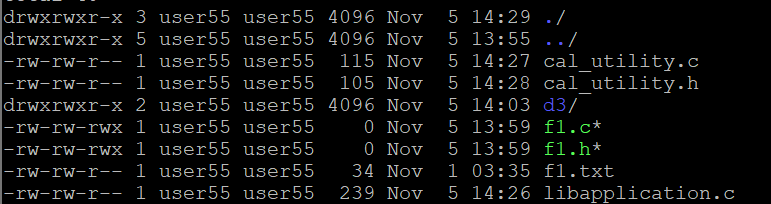 drwxrwxr-x 3 user55 user55 4096 Nov  5 14:29 ./
drwxrwxr-x 5 user55 user55 4096 Nov  5 13:55 ../
-rw-rw-r-- 1 user55 user55  115 Nov  5 14:27 cal_utility.c
-rw-rw-r-- 1 user55 user55  105 Nov  5 14:28 cal_utility.h
drwxrwxr-x 2 user55 user55 4096 Nov  5 14:03 d3/
-rw-rw-rwx 1 user55 user55    0 Nov  5 13:59 f1.c*
-rw-rw-rwx 1 user55 user55    0 Nov  5 13:59 f1.h*
-rw-rw-r-- 1 user55 user55   34 Nov  1 03:35 f1.txt
-rw-rw-r-- 1 user55 user55  239 Nov  5 14:26 libapplication.c